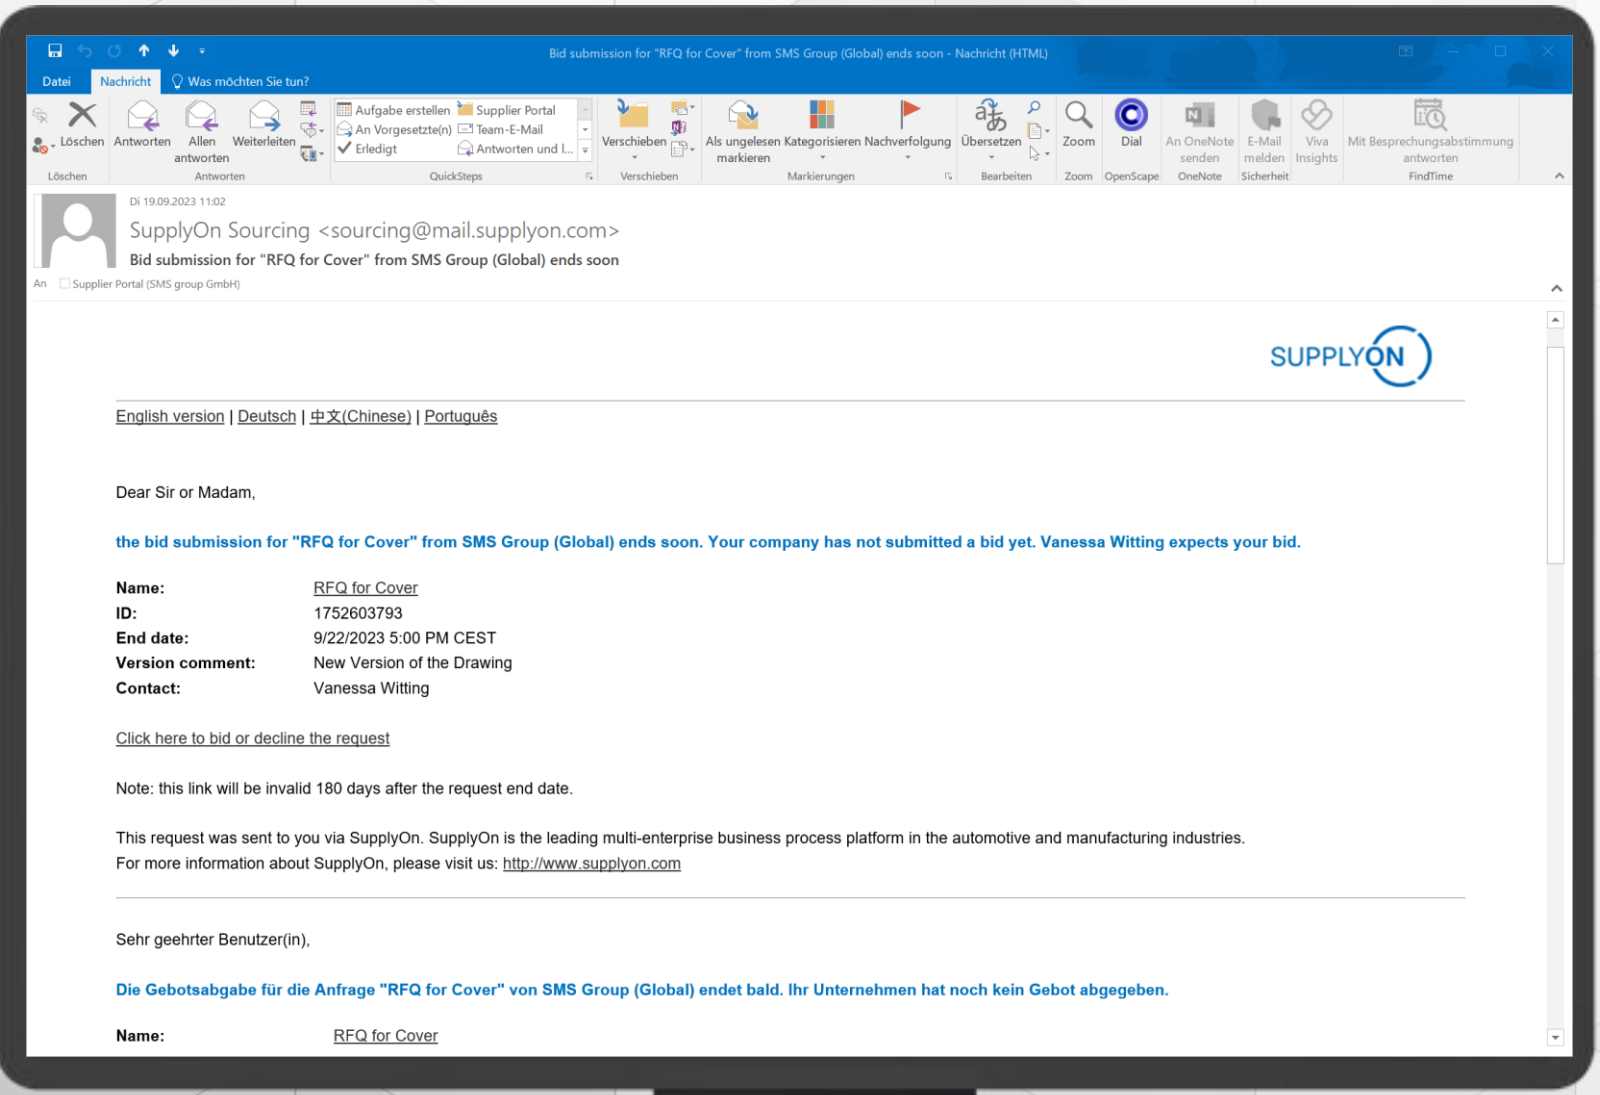 Bid submission for "RFQ for Cover" from SMS Group (Global) ends soon - Nachricht (HTML)
Datei Nachricht Was möchten Sie tun?
Löschen
Löschen
Antworten
Allen antworten
Weiterleiten
Antworten
Aufgabe erstellen
An Vorgesetzte(n)
Erledigt
Supplier Portal
Team-E-Mail
Antworten und l...
QuickSteps
Verschieben
Verschieben
Als ungelesen markieren
Kategorisieren
Nachverfolgung
Markierungen
Übersetzen
Bearbeiten
Zoom
Zoom
Dial
OpenScape
An OneNote senden
OneNote
E-Mail melden
Sicherheit
Viva Insights
Mit Besprechungsabstimmung antworten
FindTime
Di 19.09.2023 11:02
SupplyOn Sourcing <sourcing@mail.supplyon.com>
Bid submission for "RFQ for Cover" from SMS Group (Global) ends soon
An Supplier Portal (SMS group GmbH)
SUPPLYON
English version | Deutsch | 中文(Chinese) | Português
Dear Sir or Madam,
the bid submission for "RFQ for Cover" from SMS Group (Global) ends soon. Your company has not submitted a bid yet. Vanessa Witting expects your bid.
Name: RFQ for Cover
ID: 1752603793
End date: 9/22/2023 5:00 PM CEST
Version comment: New Version of the Drawing
Contact: Vanessa Witting
Click here to bid or decline the request
Note: this link will be invalid 180 days after the request end date.
This request was sent to you via SupplyOn. SupplyOn is the leading multi-enterprise business process platform in the automotive and manufacturing industries.
For more information about SupplyOn, please visit us: http://www.supplyon.com
Sehr geehrter Benutzer(in),
Die Gebotsabgabe für die Anfrage "RFQ for Cover" von SMS Group (Global) endet bald. Ihr Unternehmen hat noch kein Gebot abgegeben.
Name: RFQ for Cover